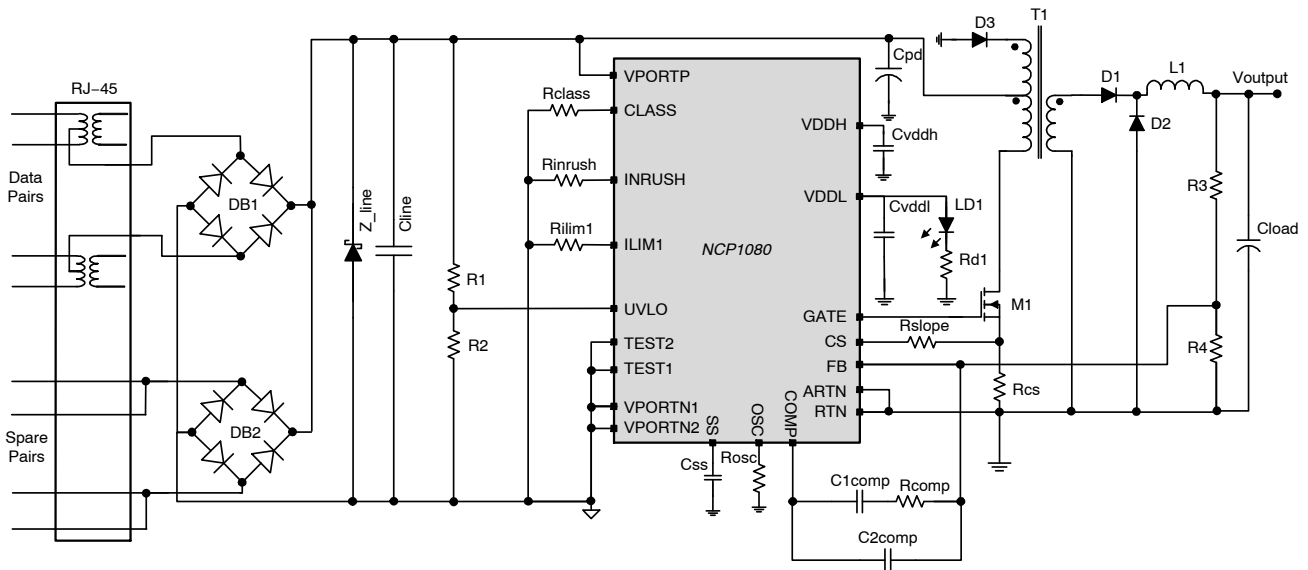 RJ−45
Data
Pairs
Spare
Pairs
DB1
DB2
Z_line
Cline
R1
R2
Rclass
Rinrush
Rilim1
VPORTP
CLASS
INRUSH
ILIM1
UVLO
TEST2
TEST1
VPORTN1
VPORTN2
NCP1080
VDDH
VDDL
GATE
CS
FB
ARTN
RTN
SS
OSC
COMP
Css
Rosc
C1comp
Rcomp
C2comp
Cpd
Cvddh
Cvddl
LD1
Rd1
Rslope
Rcs
M1
D3
T1
D1
L1
Voutput
D2
R3
R4
Cload